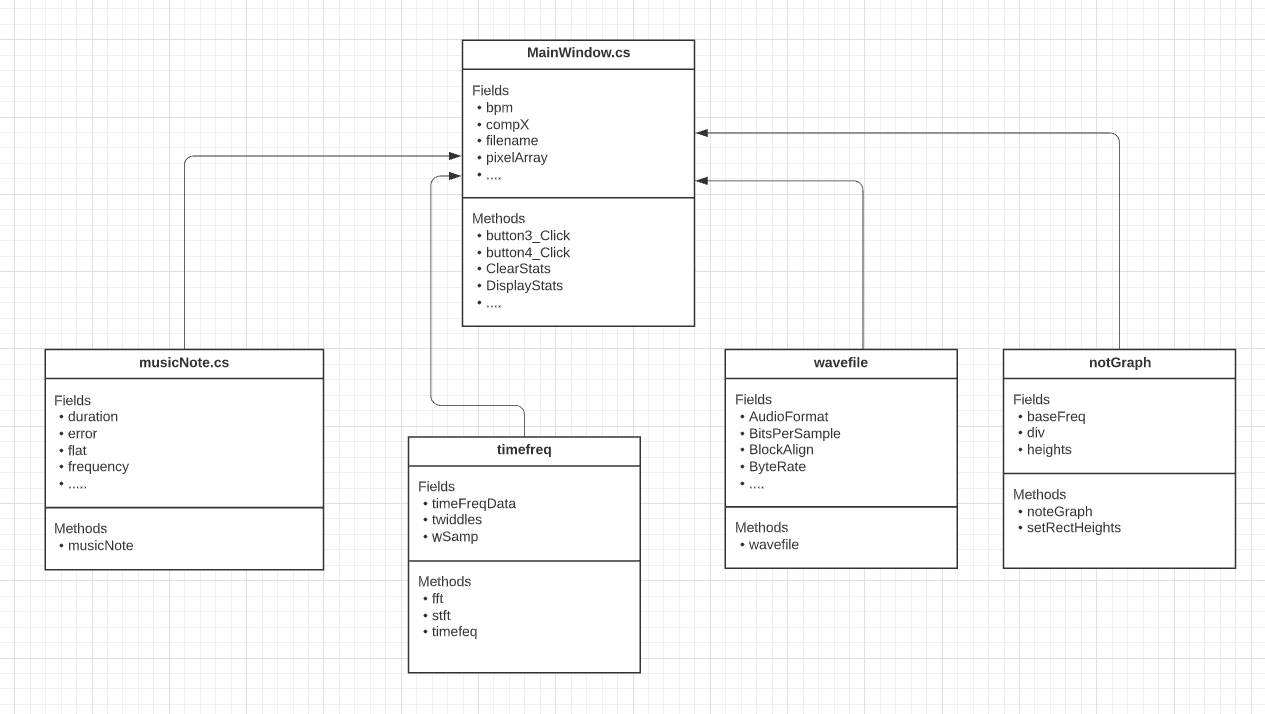 MainWindow.cs
Fields
• bpm
• compX
• filename
• pixelArray
• ....
Methods
• button3_Click
• button4_Click
• ClearStats
• DisplayStats
• ....
musicNote.cs
Fields
• duration
• error
• flat
• frequency
• .....
Methods
• musicNote
timefreq
Fields
• timeFreqData
• twiddles
• wSamp
Methods
• fft
• stft
• timefeq
wavefile
Fields
• AudioFormat
• BitsPerSample
• BlockAlign
• ByteRate
• ....
Methods
• wavefile
notGraph
Fields
• baseFreq
• div
• heights
Methods
• noteGraph
• setRectHeights